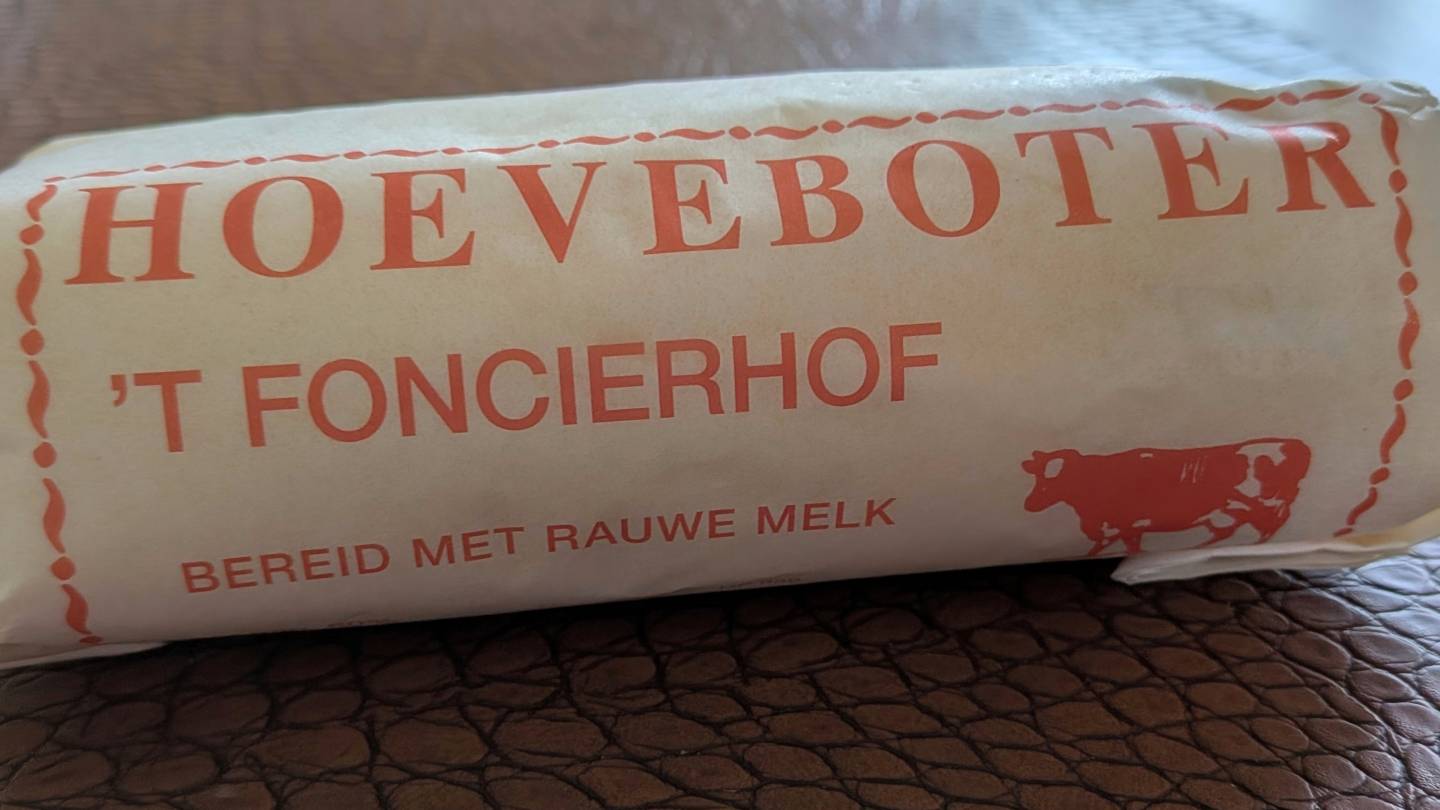 HOEVEBOTER
'T FONCIERHOF
BEREID MET RAUWE MELK